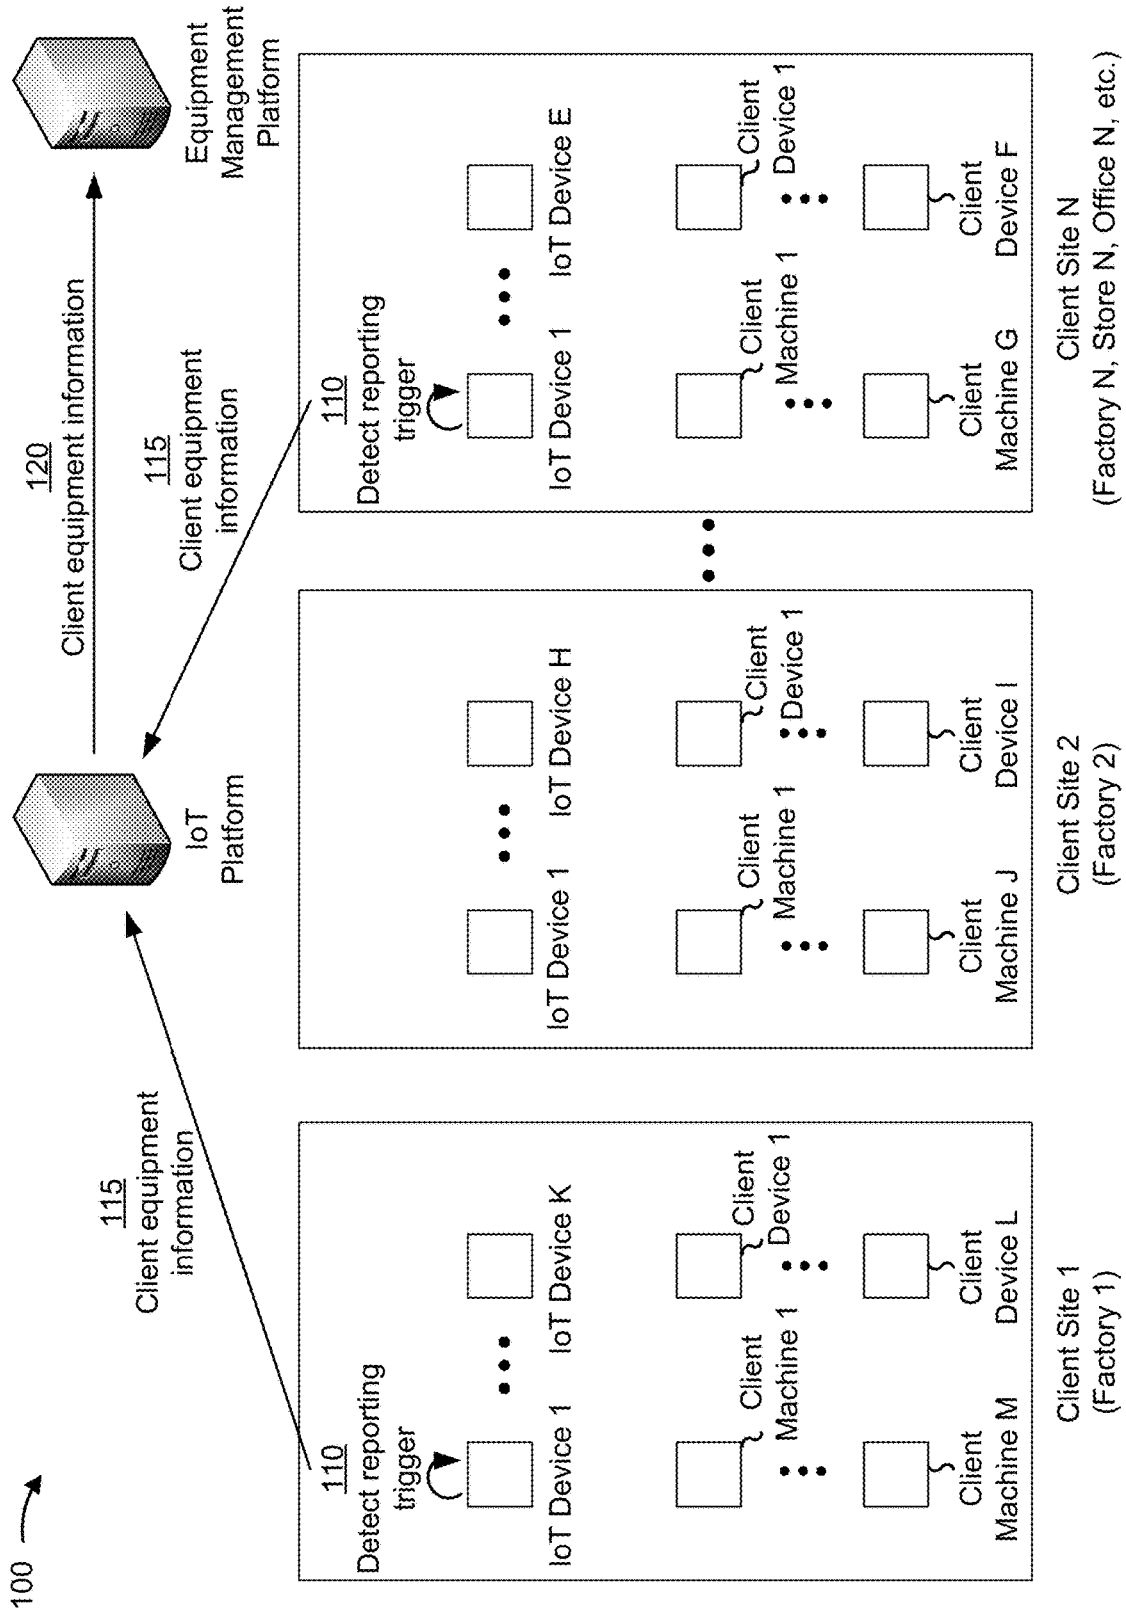 100
IoT
Platform
120
Client equipment information
Equipment
Management
Platform
115
Client equipment
information
115
Client equipment
information
110
Detect reporting
trigger
IoT Device 1
IoT Device K
Client
Machine 1
Client
Device 1
Client
Machine M
Client
Device L
Client Site 1
(Factory 1)
IoT Device 1
IoT Device H
Client
Machine 1
Client
Device 1
Client
Machine J
Client
Device I
Client Site 2
(Factory 2)
110
Detect reporting
trigger
IoT Device 1
IoT Device E
Client
Machine 1
Client
Device 1
Client
Machine G
Client
Device F
Client Site N
(Factory N, Store N, Office N, etc.)